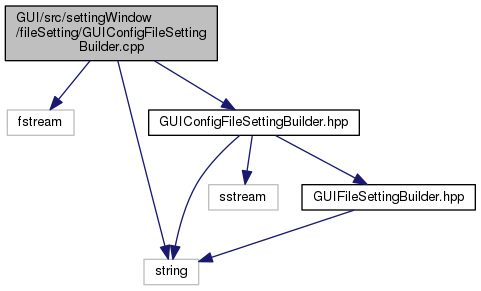 GUI/src/settingWindow
/fileSetting/GUIConfigFileSetting
Builder.cpp
fstream
GUIConfigFileSettingBuilder.hpp
sstream
GUIFileSettingBuilder.hpp
string